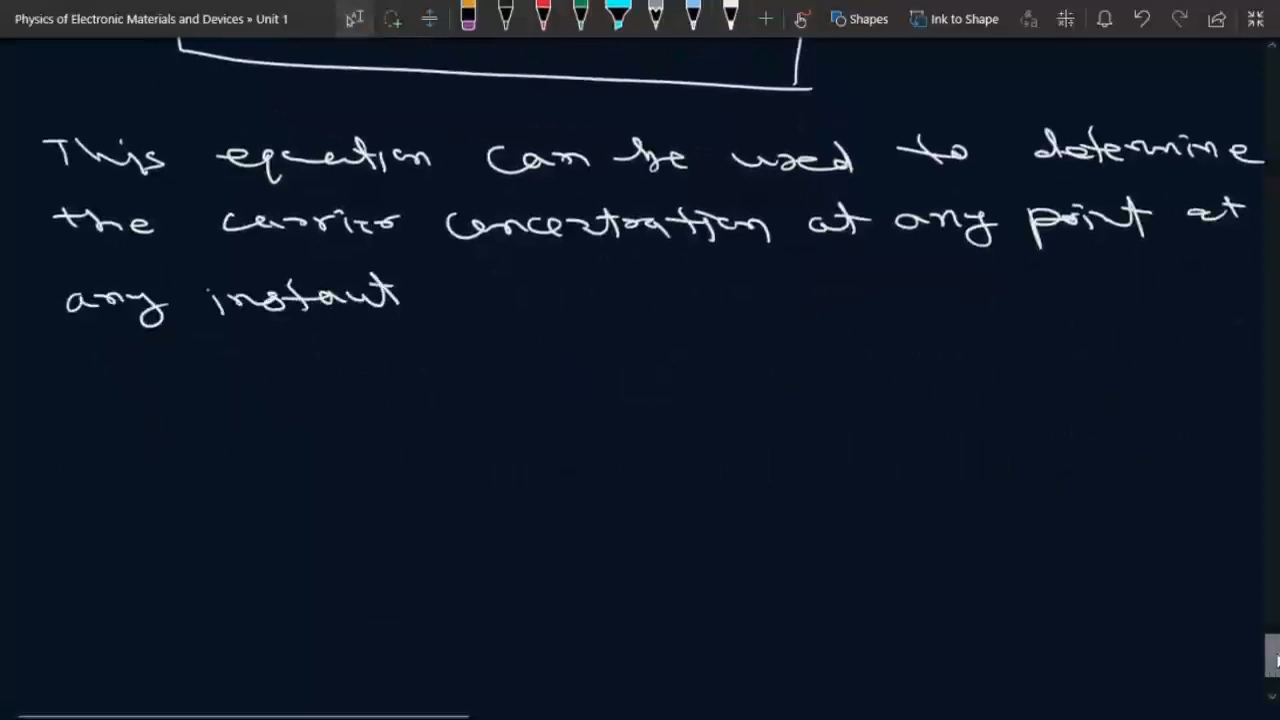 Physics of Electronic Materials and Devices » Unit 1
Shapes
Ink to Shape
This equation can be used to determine
the carrier concentration at any point at
any instant